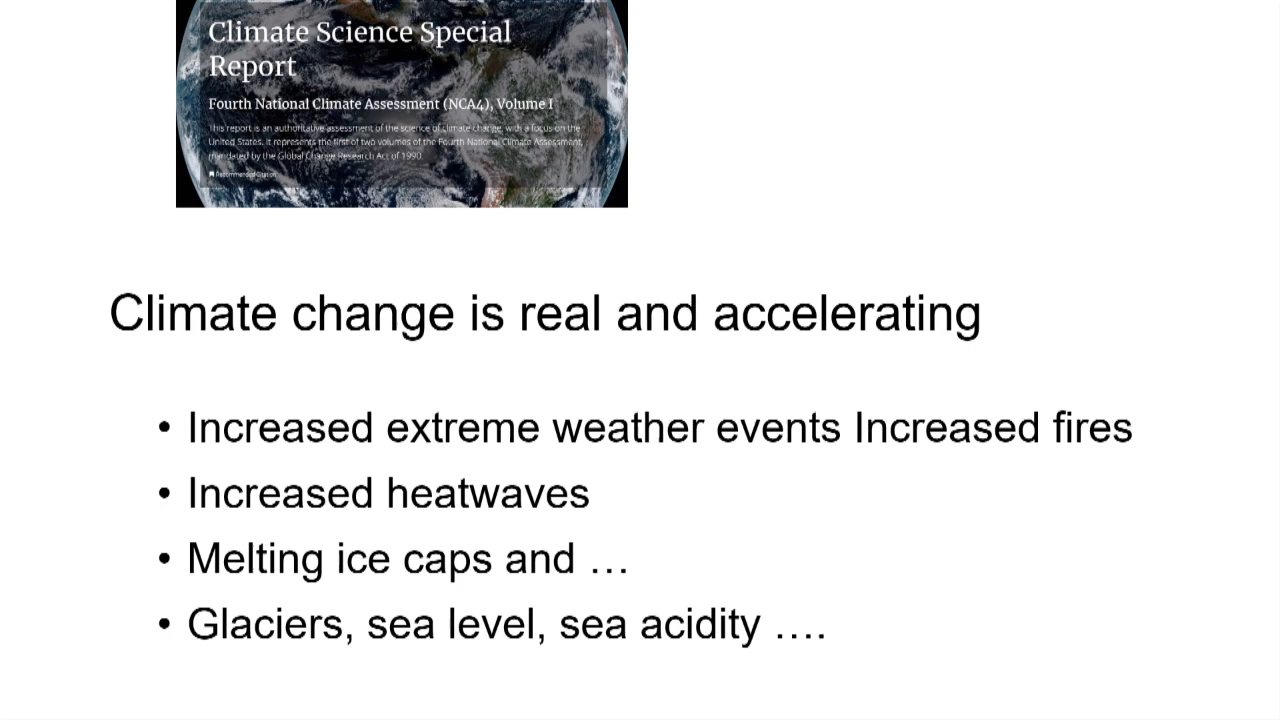 Climate Science Special
Report
Fourth National Climate Assessment (NCA4), Volume I
This report is an authoritative assessment of the science of climate change, with a focus on the
United States. It represents the first of two volumes of the Fourth National Climate Assessment,
mandated by the Global Change Research Act of 1990.
Recommended Citation
Climate change is real and accelerating
• Increased extreme weather events Increased fires
• Increased heatwaves
• Melting ice caps and …
• Glaciers, sea level, sea acidity ….